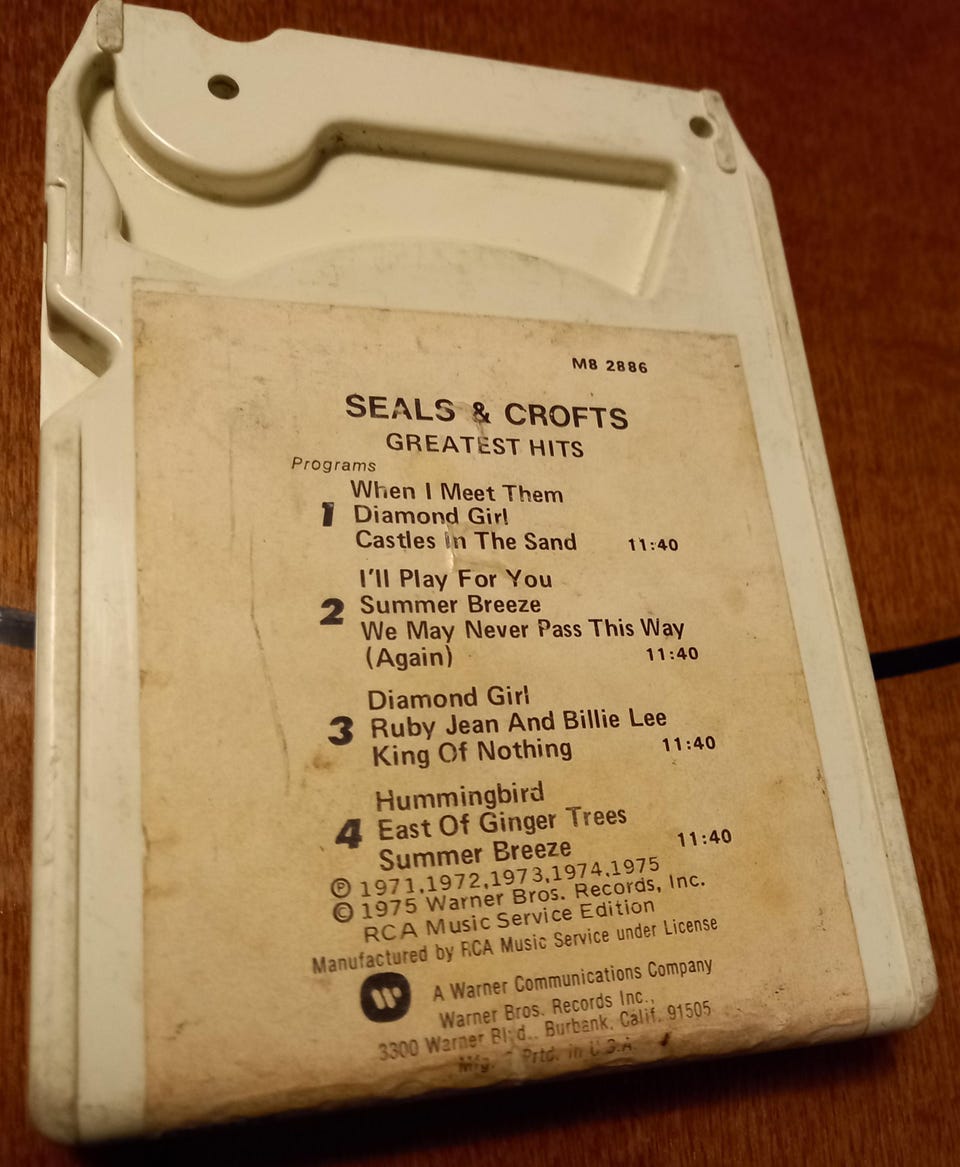 M8 2886
SEALS & CROFTS
GREATEST HITS
Programs
1
When I Meet Them
Diamond Girl
Castles In The Sand 11:40
2
I'll Play For You
Summer Breeze
We May Never Pass This Way
(Again) 11:40
3
Diamond Girl
Ruby Jean And Billie Lee
King Of Nothing 11:40
4
Hummingbird
East Of Ginger Trees
Summer Breeze 11:40
Ⓟ 1971,1972,1973,1974,1975
© 1975 Warner Bros. Records, Inc.
RCA Music Service Edition
Manufactured by RCA Music Service under License
W
A Warner Communications Company
Warner Bros. Records Inc.,
3300 Warner Blvd., Burbank, Calif. 91505
Mfg. & Prtd. in U.S.A.